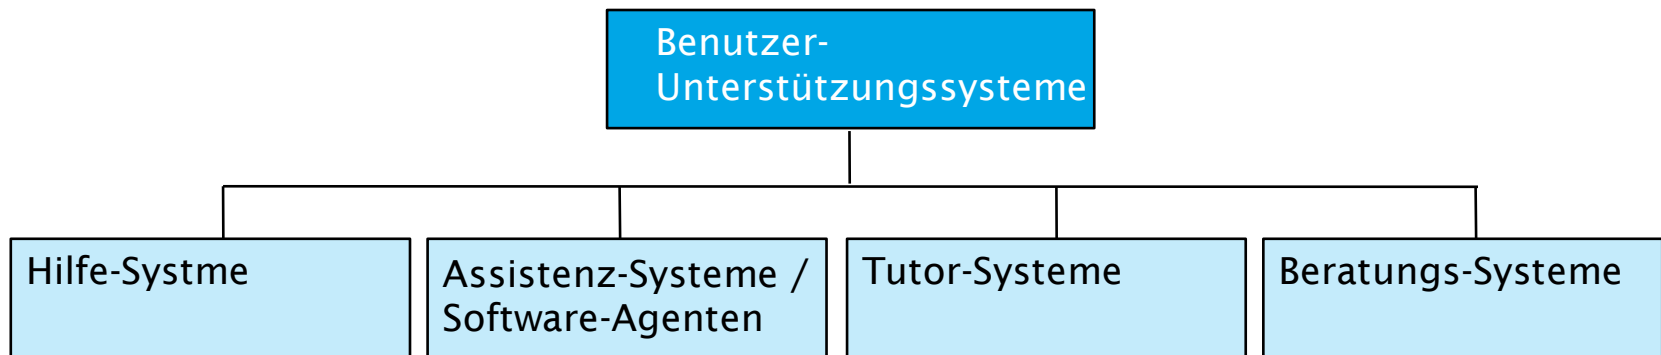 Benutzer-
Unterstützungssysteme
Hilfe-Systme
Assistenz-Systeme /
Software-Agenten
Tutor-Systeme
Beratungs-Systeme